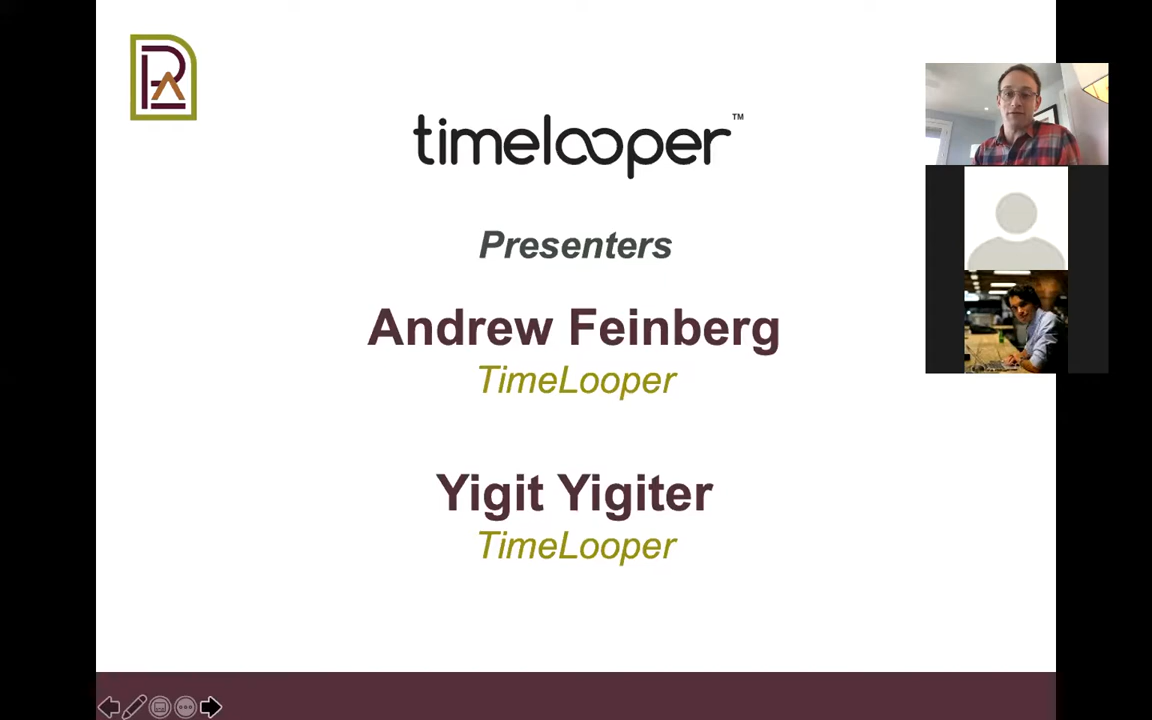 timelooper™
Presenters
Andrew Feinberg
TimeLooper
Yigit Yigiter
TimeLooper